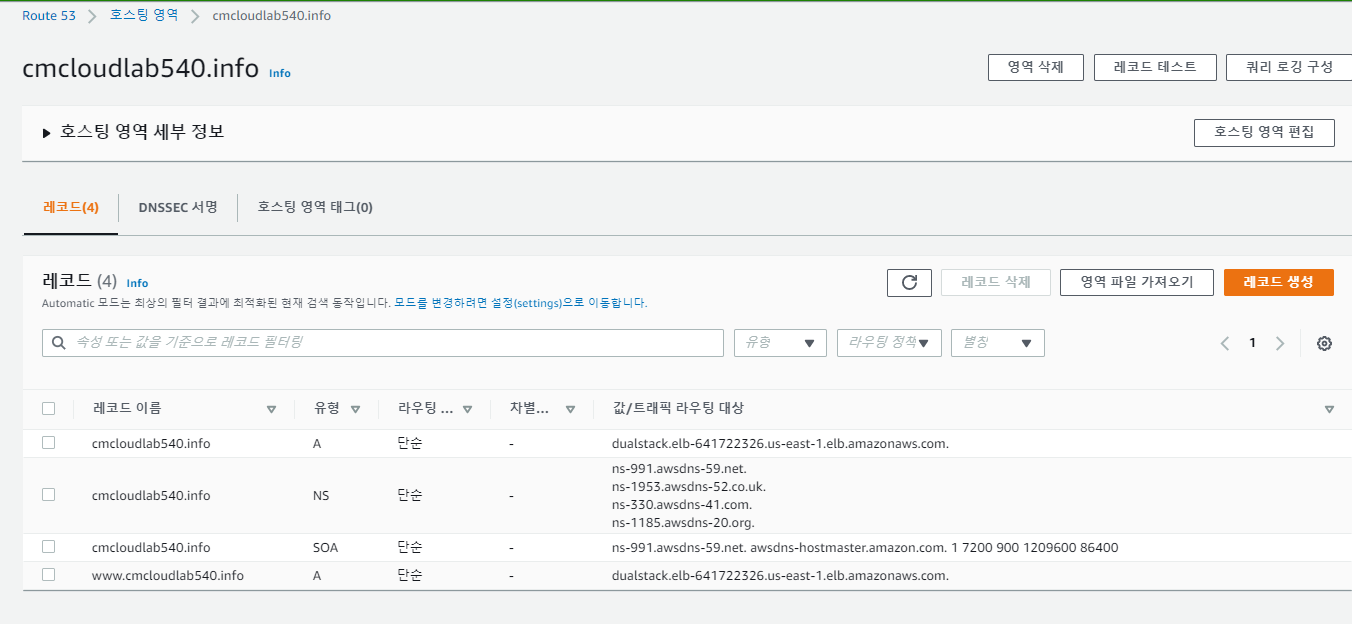 Route 53 > 호스팅 영역 > cmcloudlab540.info
cmcloudlab540.info Info
영역 삭제
레코드 테스트
쿼리 로깅 구성
▶ 호스팅 영역 세부 정보
호스팅 영역 편집
레코드(4)
DNSSEC 서명
호스팅 영역 태그(0)
레코드 (4) Info
레코드 삭제
영역 파일 가져오기
레코드 생성
Automatic 모드는 최상의 필터 결과에 최적화된 현재 검색 동작입니다. 모드를 변경하려면 설정(settings)으로 이동합니다.
속성 또는 값을 기준으로 레코드 필터링
유형
라우팅 정책
별칭
1
레코드 이름 유형 라우팅 ... 차별... 값/트래픽 라우팅 대상
cmcloudlab540.info A 단순 - dualstack.elb-641722326.us-east-1.elb.amazonaws.com.
cmcloudlab540.info NS 단순 - ns-991.awsdns-59.net.
ns-1953.awsdns-52.co.uk.
ns-330.awsdns-41.com.
ns-1185.awsdns-20.org.
cmcloudlab540.info SOA 단순 - ns-991.awsdns-59.net. awsdns-hostmaster.amazon.com. 1 7200 900 1209600 86400
www.cmcloudlab540.info A 단순 - dualstack.elb-641722326.us-east-1.elb.amazonaws.com.